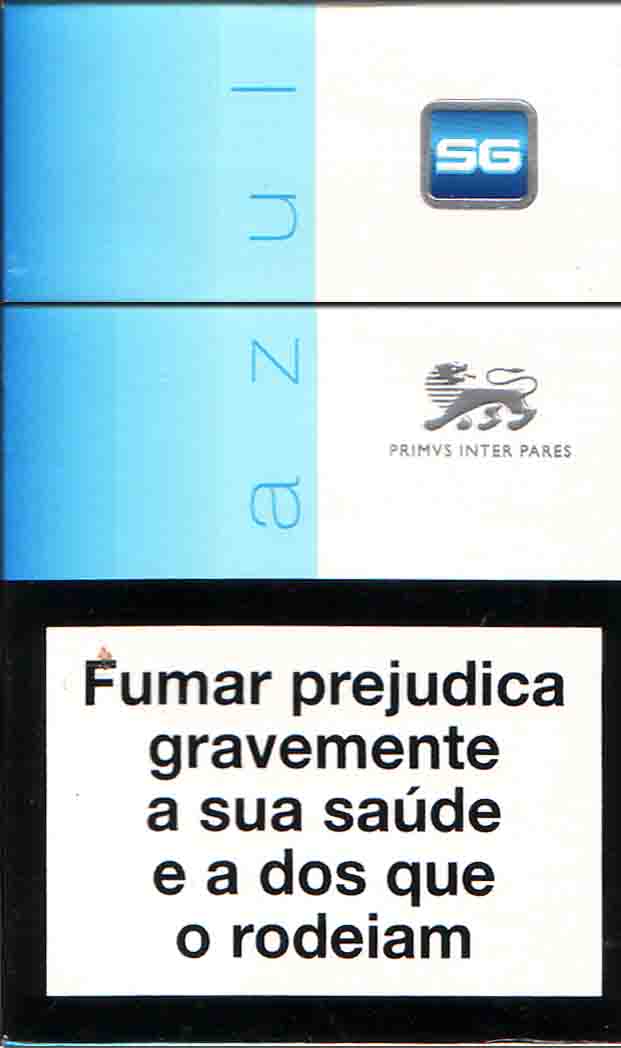 azul
SG
PRIMVS INTER PARES
Fumar prejudica
gravemente
a sua saúde
e a dos que
o rodeiam